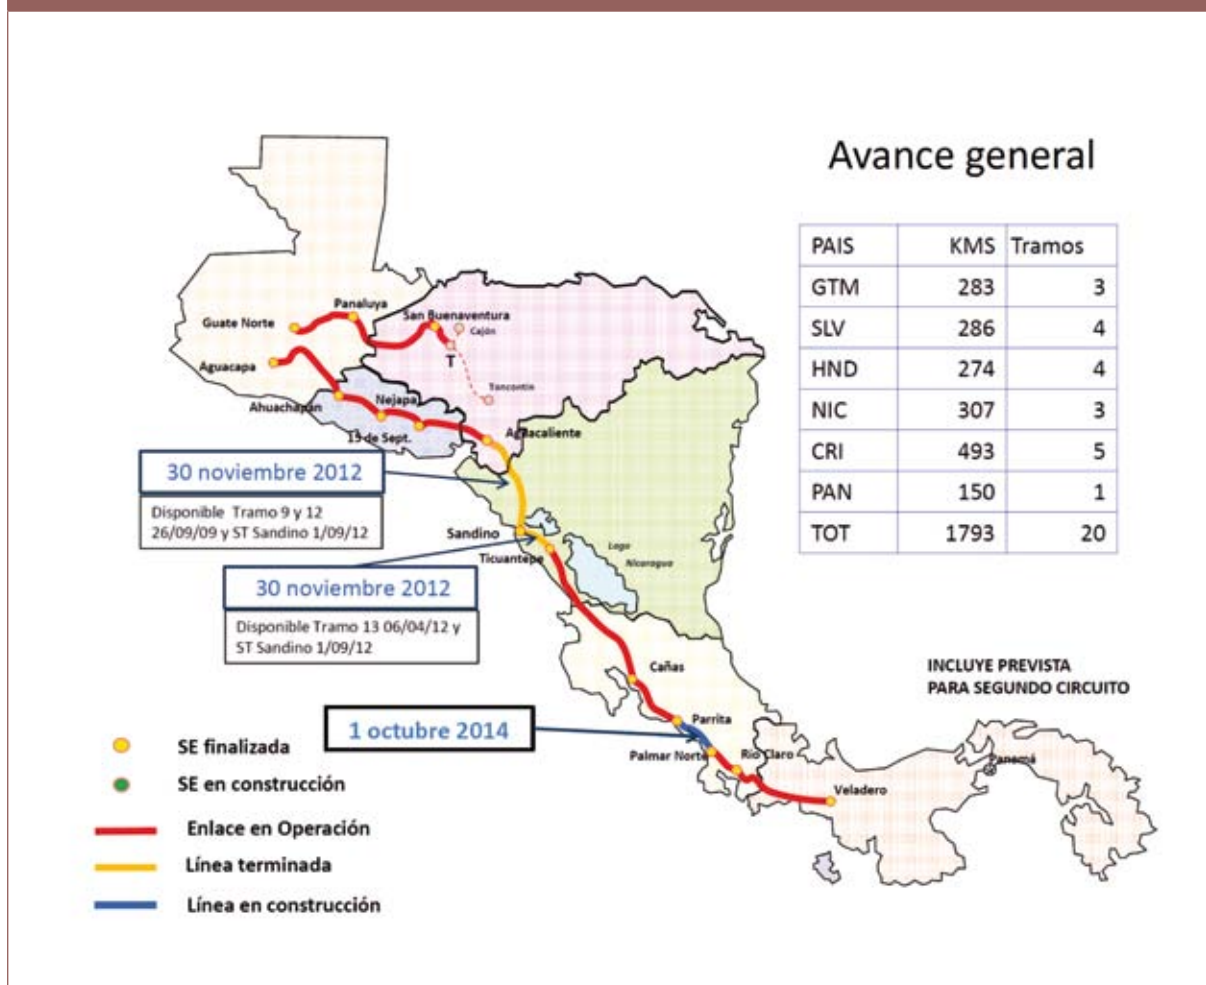 Avance general
PAIS KMS Tramos
GTM 283 3
SLV 286 4
HND 274 4
NIC 307 3
CRI 493 5
PAN 150 1
TOT 1793 20
Panaluya
Guate Norte
San Buenaventura
Cajón
Aguacapa
T
Toncontín
Ahuachapán
Nejapa
15 de Sept.
Aguacaliente
30 noviembre 2012
Disponible Tramo 9 y 12
26/09/09 y ST Sandino 1/09/12
Sandino
Ticuantepe
Lago
Nicaragua
30 noviembre 2012
Disponible Tramo 13 06/04/12 y
ST Sandino 1/09/12
Cañas
INCLUYE PREVISTA
PARA SEGUNDO CIRCUITO
Parrita
1 octubre 2014
Palmar Norte
Río Claro
Panamá
Veladero
SE finalizada
SE en construcción
Enlace en Operación
Línea terminada
Línea en construcción